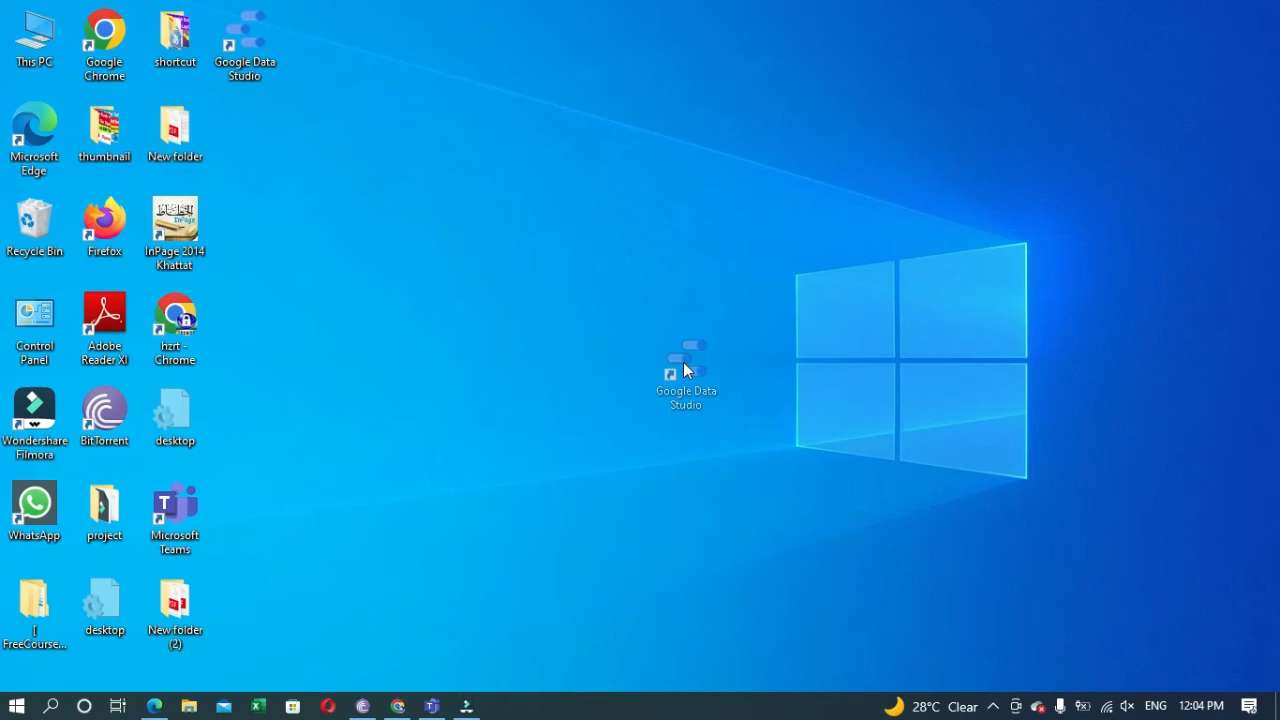 This PC
Google
Chrome
shortcut
Google Data
Studio
Microsoft
Edge
thumbnail
New folder
Recycle Bin
Firefox
InPage 2014
Khattat
Control
Panel
Adobe
Reader XI
hzrt -
Chrome
Google Data
Studio
Wondershare
Filmora
BitTorrent
desktop
WhatsApp
project
Microsoft
Teams
[
FreeCourse...
desktop
New folder
(2)
28°C Clear
ENG
12:04 PM